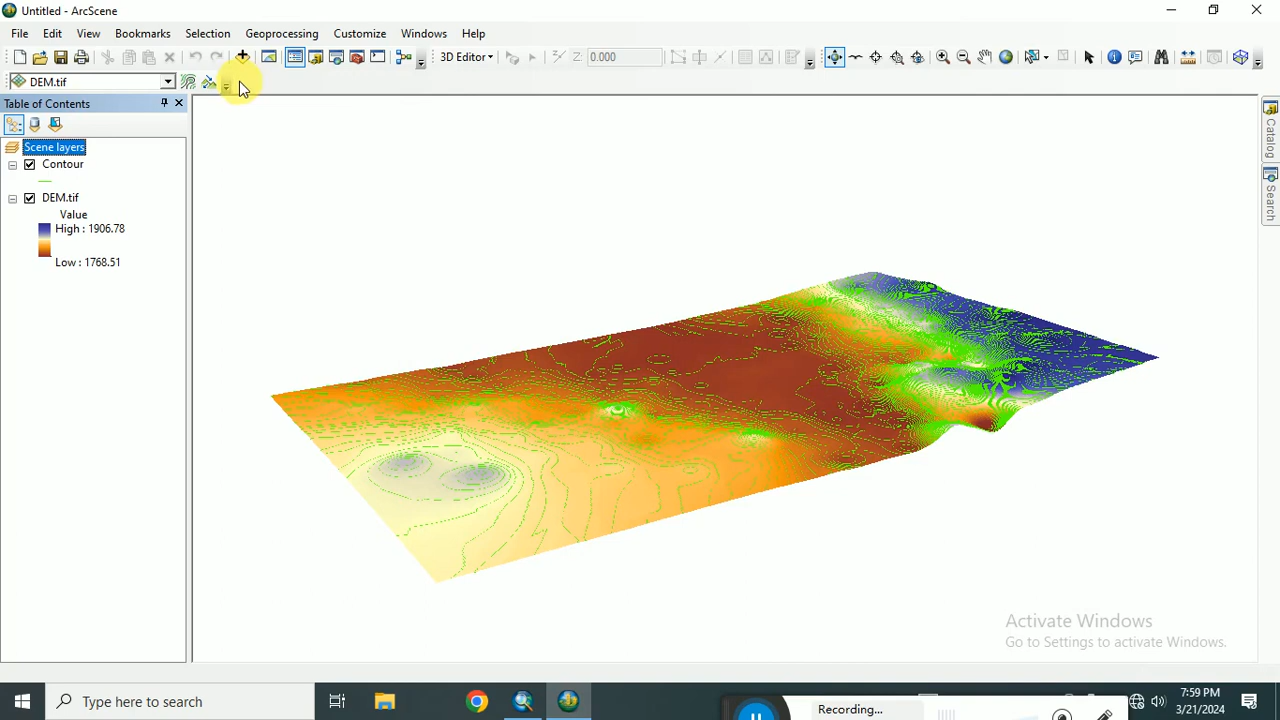 Untitled - ArcScene
File Edit View Bookmarks Selection Geoprocessing Customize Windows Help
3D Editor Z: 0.000
DEM.tif
Table of Contents
Scene layers
Contour
DEM.tif
Value
High : 1906.78
Low : 1768.51
Catalog
Search
Activate Windows
Go to Settings to activate Windows.
Type here to search
Recording...
7:59 PM
3/21/2024